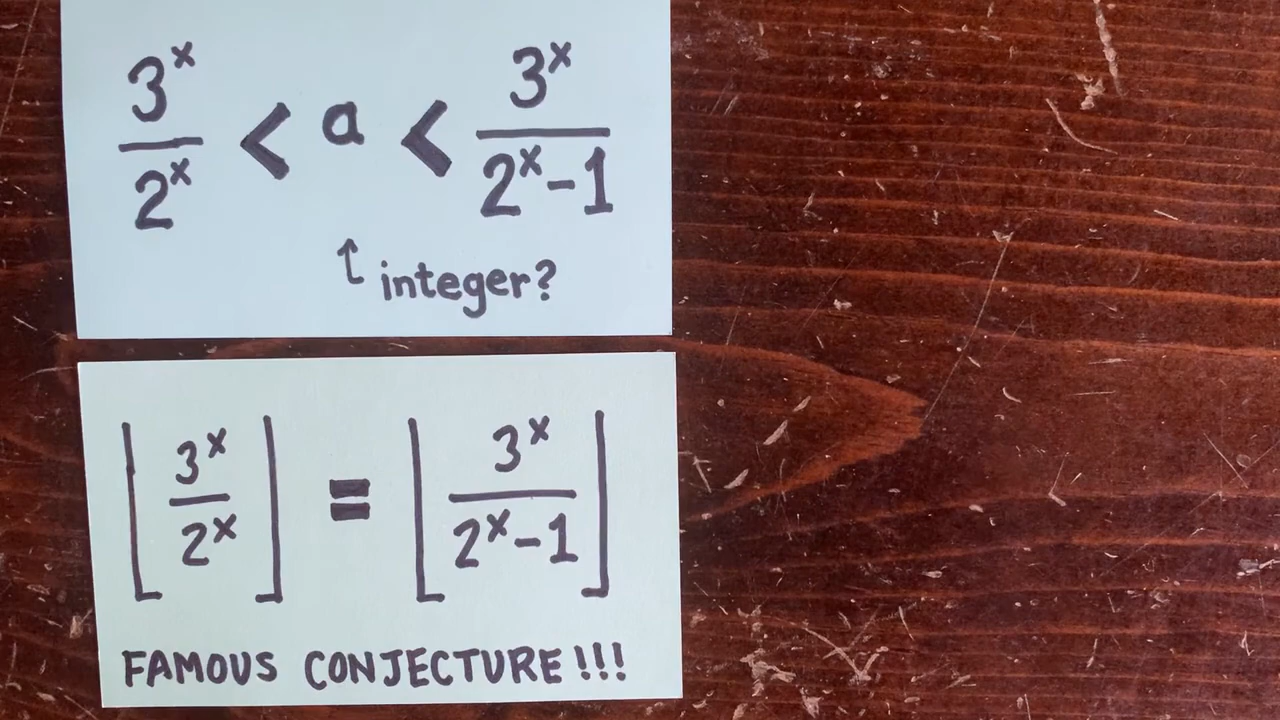 3^x / 2^x < a < 3^x / 2^x-1
↑ integer?
⌊3^x / 2^x⌋ = ⌊3^x / 2^x-1⌋
FAMOUS CONJECTURE!!!